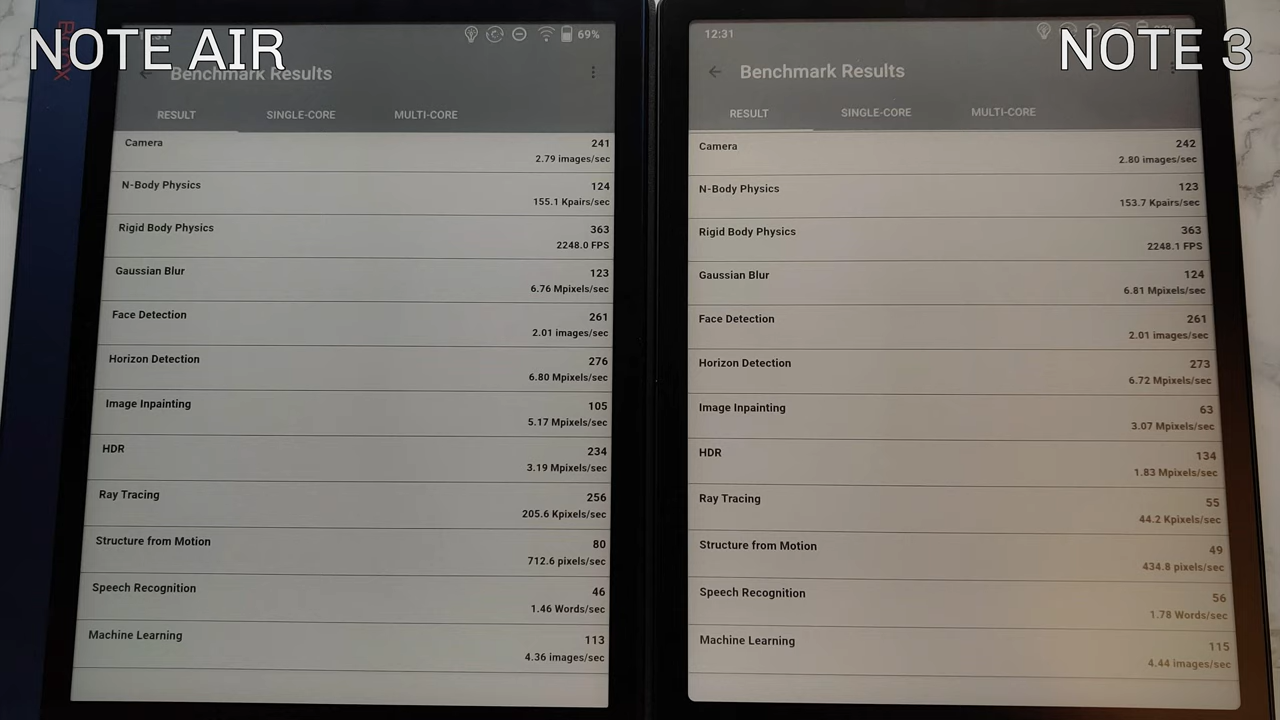 NOTE AIR
69%
Benchmark Results
RESULT SINGLE-CORE MULTI-CORE
Camera 241
2.79 images/sec
N-Body Physics 124
155.1 Kpairs/sec
Rigid Body Physics 363
2248.0 FPS
Gaussian Blur 123
6.76 Mpixels/sec
Face Detection 261
2.01 images/sec
Horizon Detection 276
6.80 Mpixels/sec
Image Inpainting 105
5.17 Mpixels/sec
HDR 234
3.19 Mpixels/sec
Ray Tracing 256
205.6 Kpixels/sec
Structure from Motion 80
712.6 pixels/sec
Speech Recognition 46
1.46 Words/sec
Machine Learning 113
4.36 images/sec
NOTE 3
12:31
Benchmark Results
RESULT SINGLE-CORE MULTI-CORE
Camera 242
2.80 images/sec
N-Body Physics 123
153.7 Kpairs/sec
Rigid Body Physics 363
2248.1 FPS
Gaussian Blur 124
6.81 Mpixels/sec
Face Detection 261
2.01 images/sec
Horizon Detection 273
6.72 Mpixels/sec
Image Inpainting 63
3.07 Mpixels/sec
HDR 134
1.83 Mpixels/sec
Ray Tracing 55
44.2 Kpixels/sec
Structure from Motion 49
434.8 pixels/sec
Speech Recognition 56
1.78 Words/sec
Machine Learning 115
4.44 images/sec